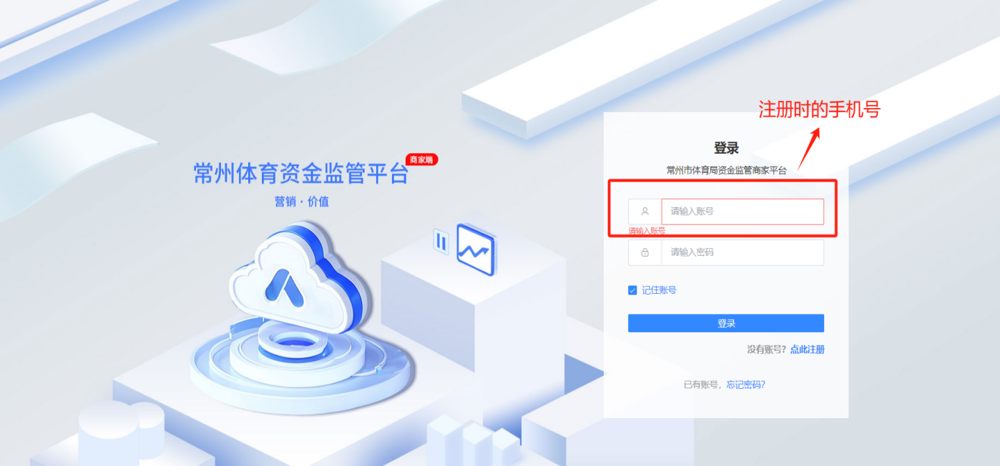 注册时的手机号
常州体育资金监管平台
商家端
营销·价值
登录
常州市体育局资金监管商家平台
请输入账号
请输入账号
请输入密码
记住账号
登录
没有账号? 点此注册
已有账号, 忘记密码?